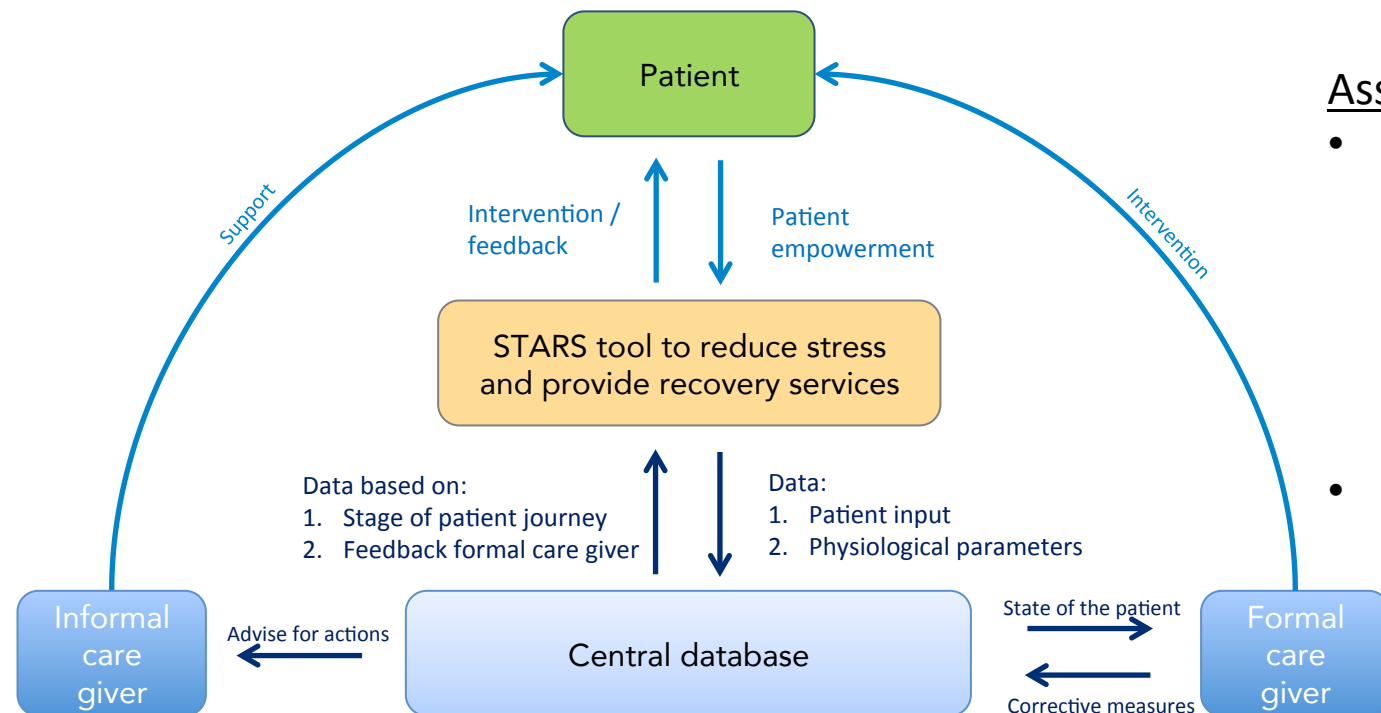 Patient
Ass
•
Support
Intervention /
feedback
Patient
empowerment
Intervention
STARS tool to reduce stress
and provide recovery services
Data based on:
1. Stage of patient journey
2. Feedback formal care giver
Data:
1. Patient input
2. Physiological parameters
•
Informal
care
giver
Advise for actions
Central database
State of the patient
Corrective measures
Formal
care
giver